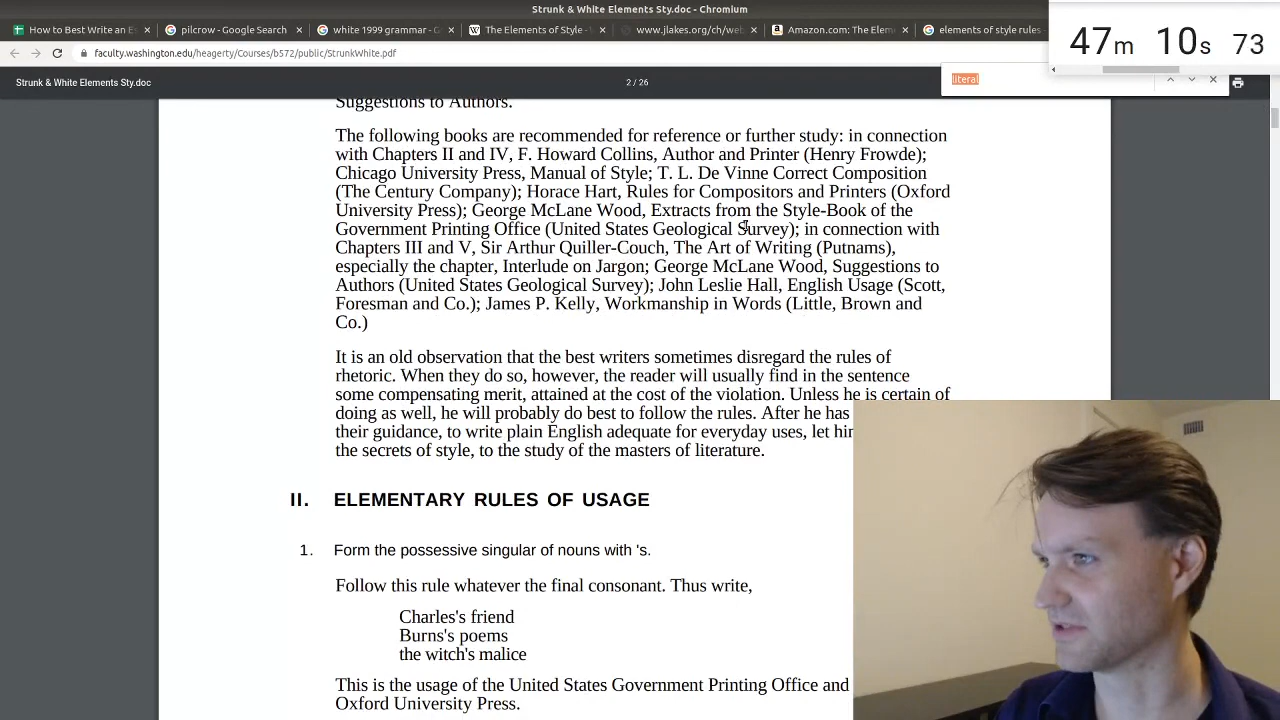 Strunk & White Elements Sty.doc - Chromium
How to Best Write an E
pilcrow - Google Search
white 1999 grammar - G
The Elements of Style -
www.jlakes.org/ch/web
Amazon.com: The Elem
elements of style rules
47m 10s 73
faculty.washington.edu/heagerty/Courses/b572/public/StrunkWhite.pdf
Strunk & White Elements Sty.doc
2 / 26
literal
Suggestions to Authors.
The following books are recommended for reference or further study: in connection
with Chapters II and IV, F. Howard Collins, Author and Printer (Henry Frowde);
Chicago University Press, Manual of Style; T. L. De Vinne Correct Composition
(The Century Company); Horace Hart, Rules for Compositors and Printers (Oxford
University Press); George McLane Wood, Extracts from the Style-Book of the
Government Printing Office (United States Geological Survey); in connection with
Chapters III and V, Sir Arthur Quiller-Couch, The Art of Writing (Putnams),
especially the chapter, Interlude on Jargon; George McLane Wood, Suggestions to
Authors (United States Geological Survey); John Leslie Hall, English Usage (Scott,
Foresman and Co.); James P. Kelly, Workmanship in Words (Little, Brown and
Co.)
It is an old observation that the best writers sometimes disregard the rules of
rhetoric. When they do so, however, the reader will usually find in the sentence
some compensating merit, attained at the cost of the violation. Unless he is certain of
doing as well, he will probably do best to follow the rules. After he has
their guidance, to write plain English adequate for everyday uses, let him
the secrets of style, to the study of the masters of literature.
II. ELEMENTARY RULES OF USAGE
1. Form the possessive singular of nouns with 's.
Follow this rule whatever the final consonant. Thus write,
Charles's friend
Burns's poems
the witch's malice
This is the usage of the United States Government Printing Office and
Oxford University Press.